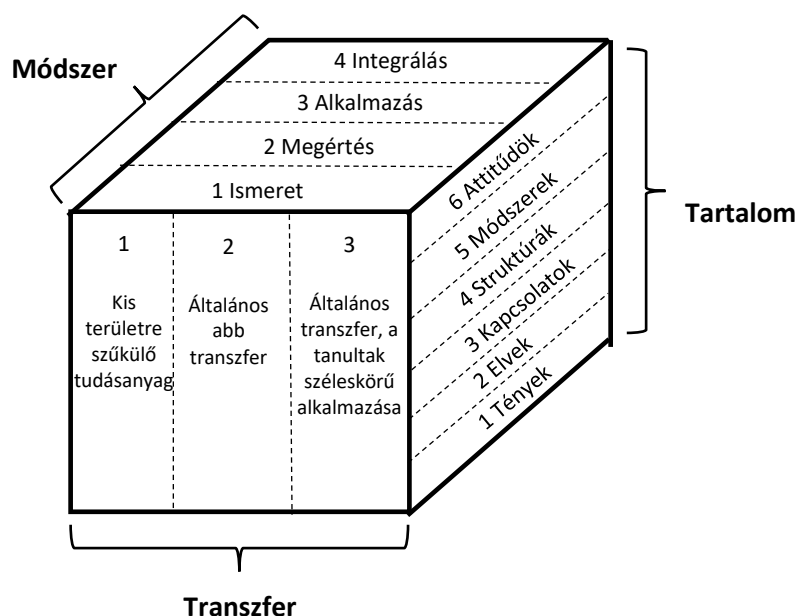 Módszer
4 Integrálás
3 Alkalmazás
2 Megértés
1 Ismeret
6 Attitűdök
5 Módszerek
4 Struktúrák
3 Kapcsolatok
2 Elvek
1 Tények
Tartalom
1
Kis
területre
szűkülő
tudásanyag
2
Általános
abb
transzfer
3
Általános
transzfer, a
tanultak
széleskörű
alkalmazása
Transzfer